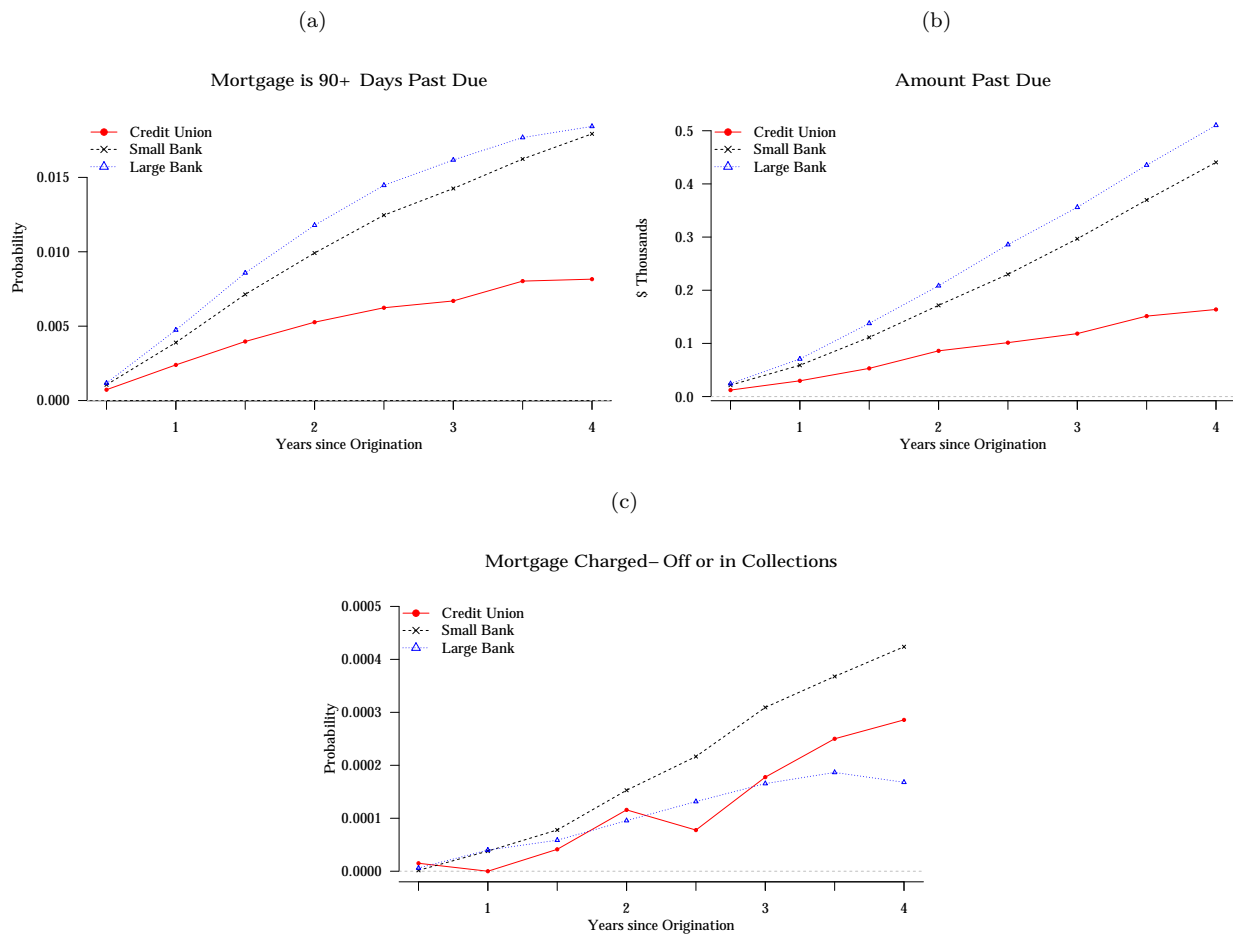 (a)
Mortgage is 90+ Days Past Due
Credit Union
Small Bank
Large Bank
0.015
0.010
0.005
0.000
Probability
1 2 3 4
Years since Origination
(b)
Amount Past Due
Credit Union
Small Bank
Large Bank
0.5
0.4
0.3
0.2
0.1
0.0
$ Thousands
1 2 3 4
Years since Origination
(c)
Mortgage Charged–Off or in Collections
Credit Union
Small Bank
Large Bank
0.0005
0.0004
0.0003
0.0002
0.0001
0.0000
Probability
1 2 3 4
Years since Origination